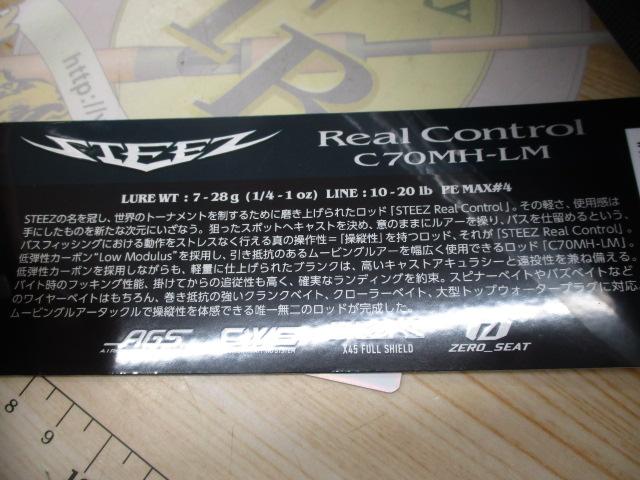 http://
TR
STEEZ
Real Control
C70MH-LM
LURE WT : 7 - 28 g (1/4 - 1 oz) LINE : 10 - 20 lb PE MAX#4
STEEZの名を冠し、世界のトーナメントを制するために磨き上げられたロッド「STEEZ Real Control」。その軽さ、使用感は
手にしたものを新たな次元にいざなう。狙ったスポットへキャストを決め、意のままにルアーを操り、バスを仕留めるという、
バスフィッシングにおける動作をストレスなく行える真の操作性=「操縦性」を持つロッド、それが「STEEZ Real Control」。
低弾性カーボン"Low Modulus"を採用し、引き抵抗のあるムービングルアーを幅広く使用できるロッド「C70MH-LM」。
低弾性カーボンを採用しながらも、軽量に仕上げられたブランクは、高いキャストアキュラシーと遠投性を兼ね備える。
バイト時のフッキング性能、掛けてからの追従性も高く、確実なランディングを約束。スピナーベイトやバズベイトなど
のワイヤーベイトはもちろん、巻き抵抗の強いクランクベイト、クローラーベイト、大型トップウォータープラグに対応。
ムービングルアータックルで操縦性を体感できる唯一無二のロッドが完成した。
AGS
X45 FULL SHIELD
ZERO_SEAT
8
9
10